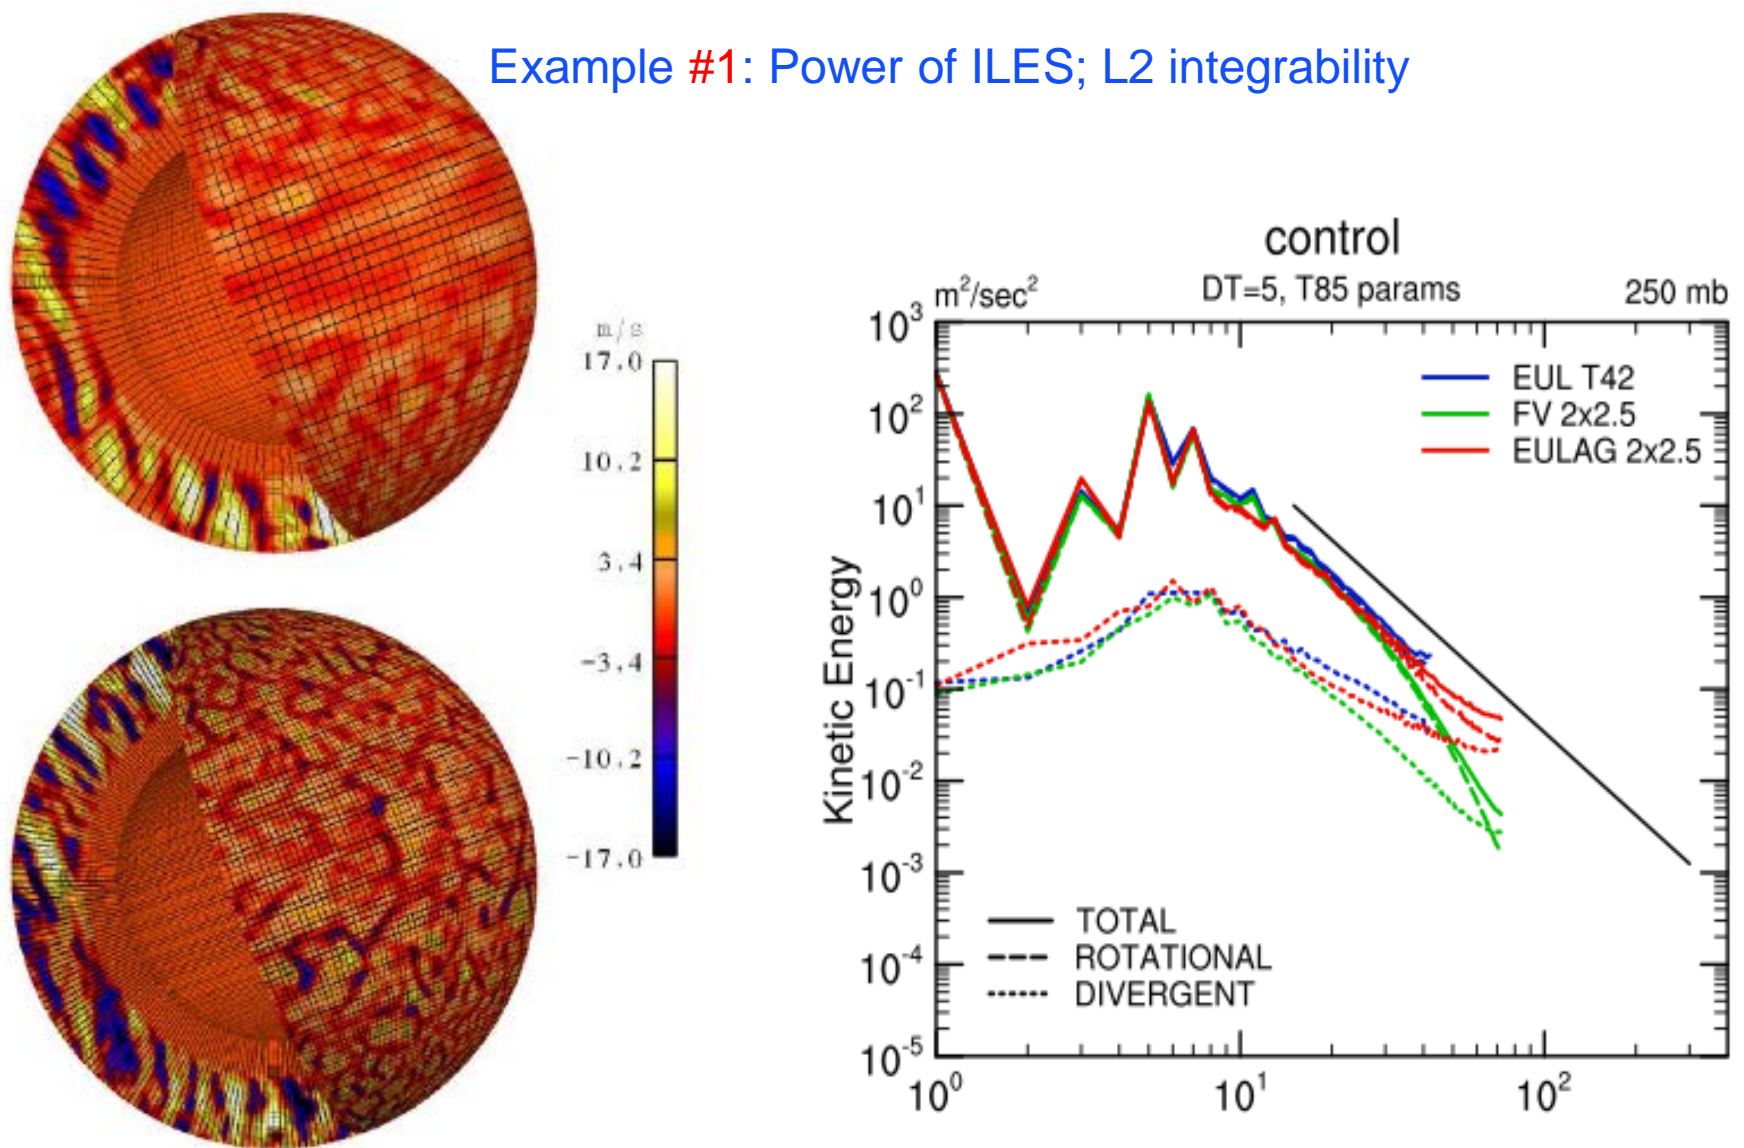 Example #1: Power of ILES; L2 integrability
m/s
17.0
10.2
3.4
-3.4
-10.2
-17.0
control
m²/sec² DT=5, T85 params 250 mb
10³
10²
10¹
10⁰
10⁻¹
10⁻²
10⁻³
10⁻⁴
10⁻⁵
Kinetic Energy
EUL T42
FV 2x2.5
EULAG 2x2.5
TOTAL
ROTATIONAL
DIVERGENT
10⁰ 10¹ 10²